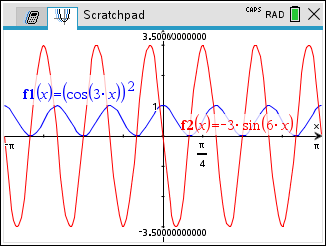 Scratchpad CAPS RAD
3.50000000000
f1(x)=(cos(3·x))²
1
f2(x)=-3·sin(6·x)
x
-π π/4 π
-3.50000000000